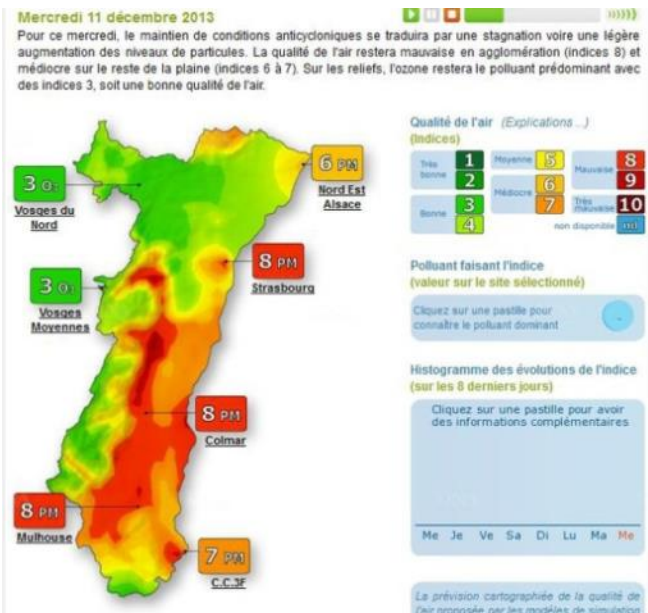 Mercredi 11 décembre 2013
Pour ce mercredi, le maintien de conditions anticycloniques se traduira par une stagnation voire une légère
augmentation des niveaux de particules. La qualité de l'air restera mauvaise en agglomération (indices 8) et
médiocre sur le reste de la plaine (indices 6 à 7). Sur les reliefs, l'ozone restera le polluant prédominant avec
des indices 3, soit une bonne qualité de l'air.
Qualité de l'air (Explications ...)
(Indices)
Très bonne 1 2
Bonne 3 4
Moyenne 5
Médiocre 6 7
Mauvaise 8 9
Très mauvaise 10
non disponible nd
6 PM
Nord Est
Alsace
3 O₃
Vosges du
Nord
8 PM
Strasbourg
3 O₃
Vosges
Moyennes
8 PM
Colmar
8 PM
Mulhouse
7 PM
C.C.3F
Polluant faisant l'indice
(valeur sur le site sélectionné)
Cliquez sur une pastille pour
connaître le polluant dominant
-
Histogramme des évolutions de l'indice
(sur les 8 derniers jours)
Cliquez sur une pastille pour avoir
des informations complémentaires
Me Je Ve Sa Di Lu Ma Me
La prévision cartographiée de la qualité de
l'air proposée par les modèles de simulation